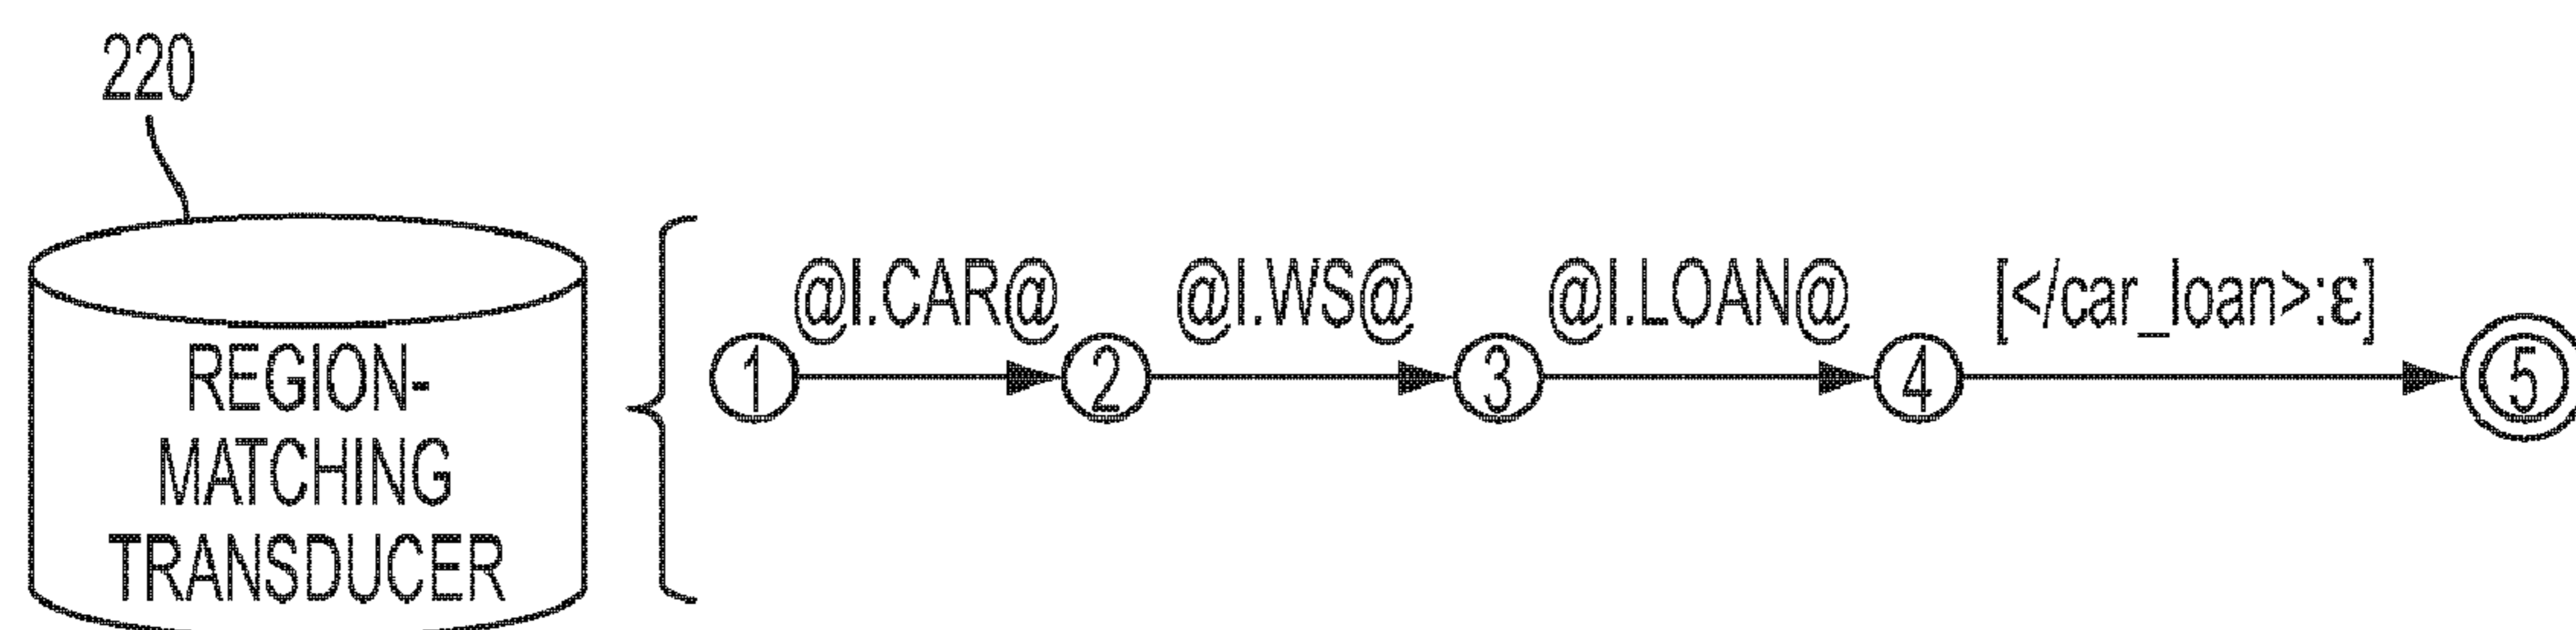 220
@I.CAR@ @I.WS@ @I.LOAN@ [</car_loan>:ε]
1 2 3 4 5
REGION-
MATCHING
TRANSDUCER